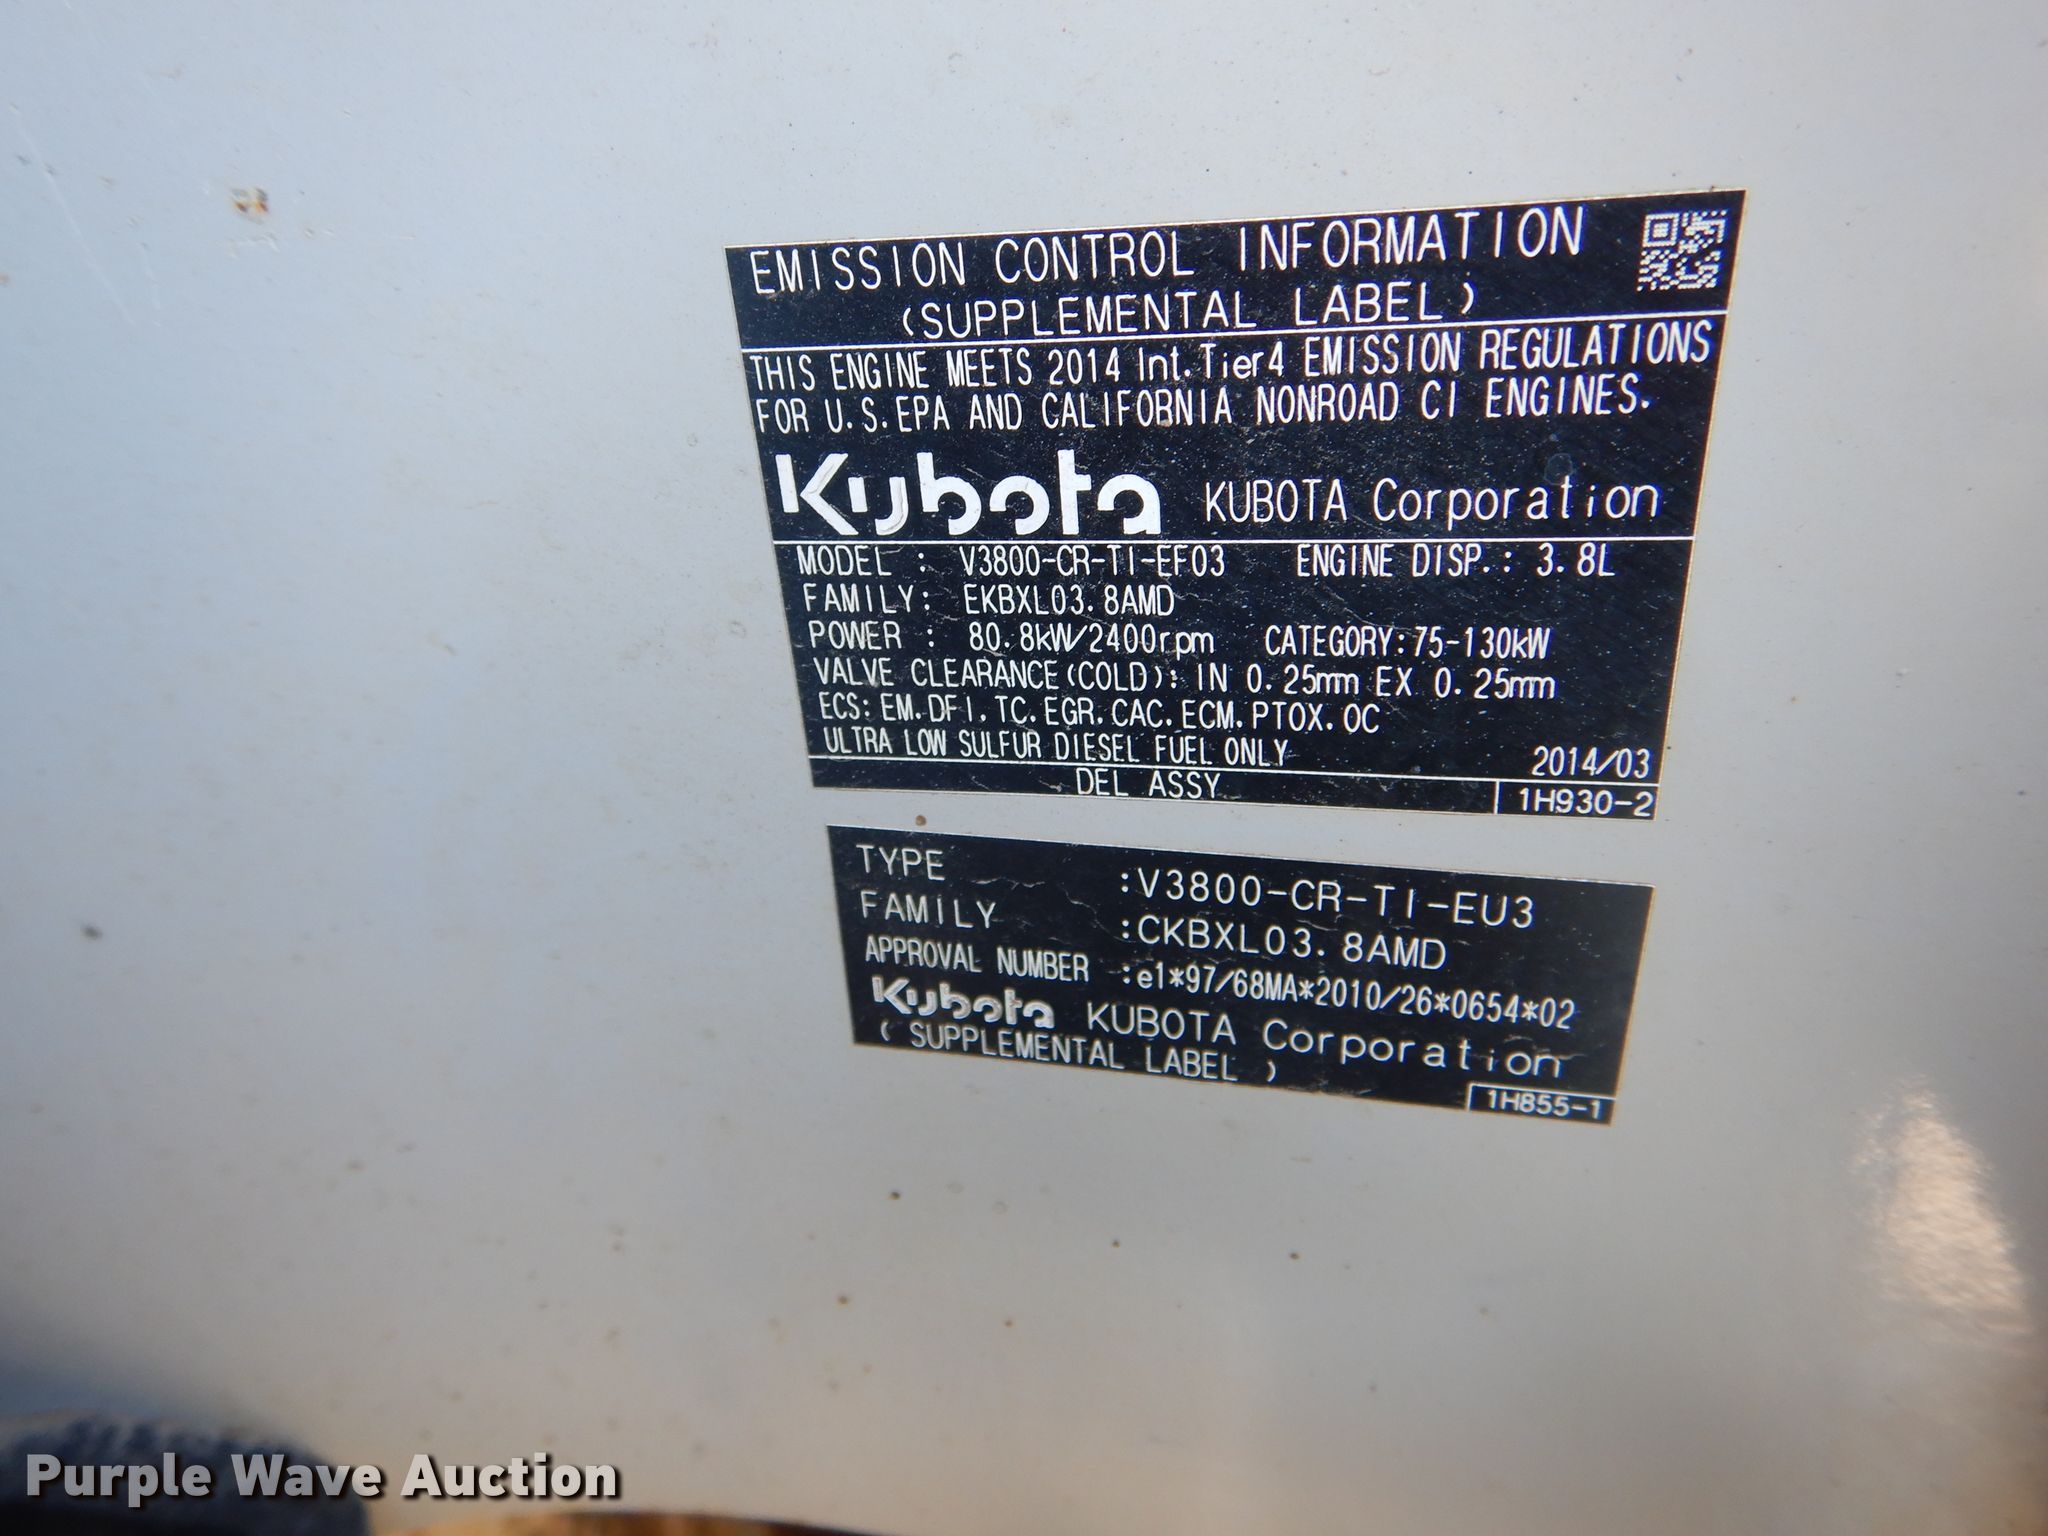 EMISSION CONTROL INFORMATION
(SUPPLEMENTAL LABEL)
THIS ENGINE MEETS 2014 Int.Tier4 EMISSION REGULATIONS
FOR U.S.EPA AND CALIFORNIA NONROAD CI ENGINES.
Kubota KUBOTA Corporation
MODEL : V3800-CR-TI-EF03 ENGINE DISP.: 3.8L
FAMILY: EKBXL03.8AMD
POWER : 80.8kW/2400rpm CATEGORY:75-130kW
VALVE CLEARANCE(COLD): IN 0.25mm EX 0.25mm
ECS: EM.DFI.TC.EGR.CAC.ECM.PTOX.OC
ULTRA LOW SULFUR DIESEL FUEL ONLY 2014/03
DEL ASSY 1H930-2
TYPE :V3800-CR-TI-EU3
FAMILY :CKBXL03.8AMD
APPROVAL NUMBER :e1*97/68MA*2010/26*0654*02
Kubota KUBOTA Corporation
(SUPPLEMENTAL LABEL)
1H855-1
Purple Wave Auction